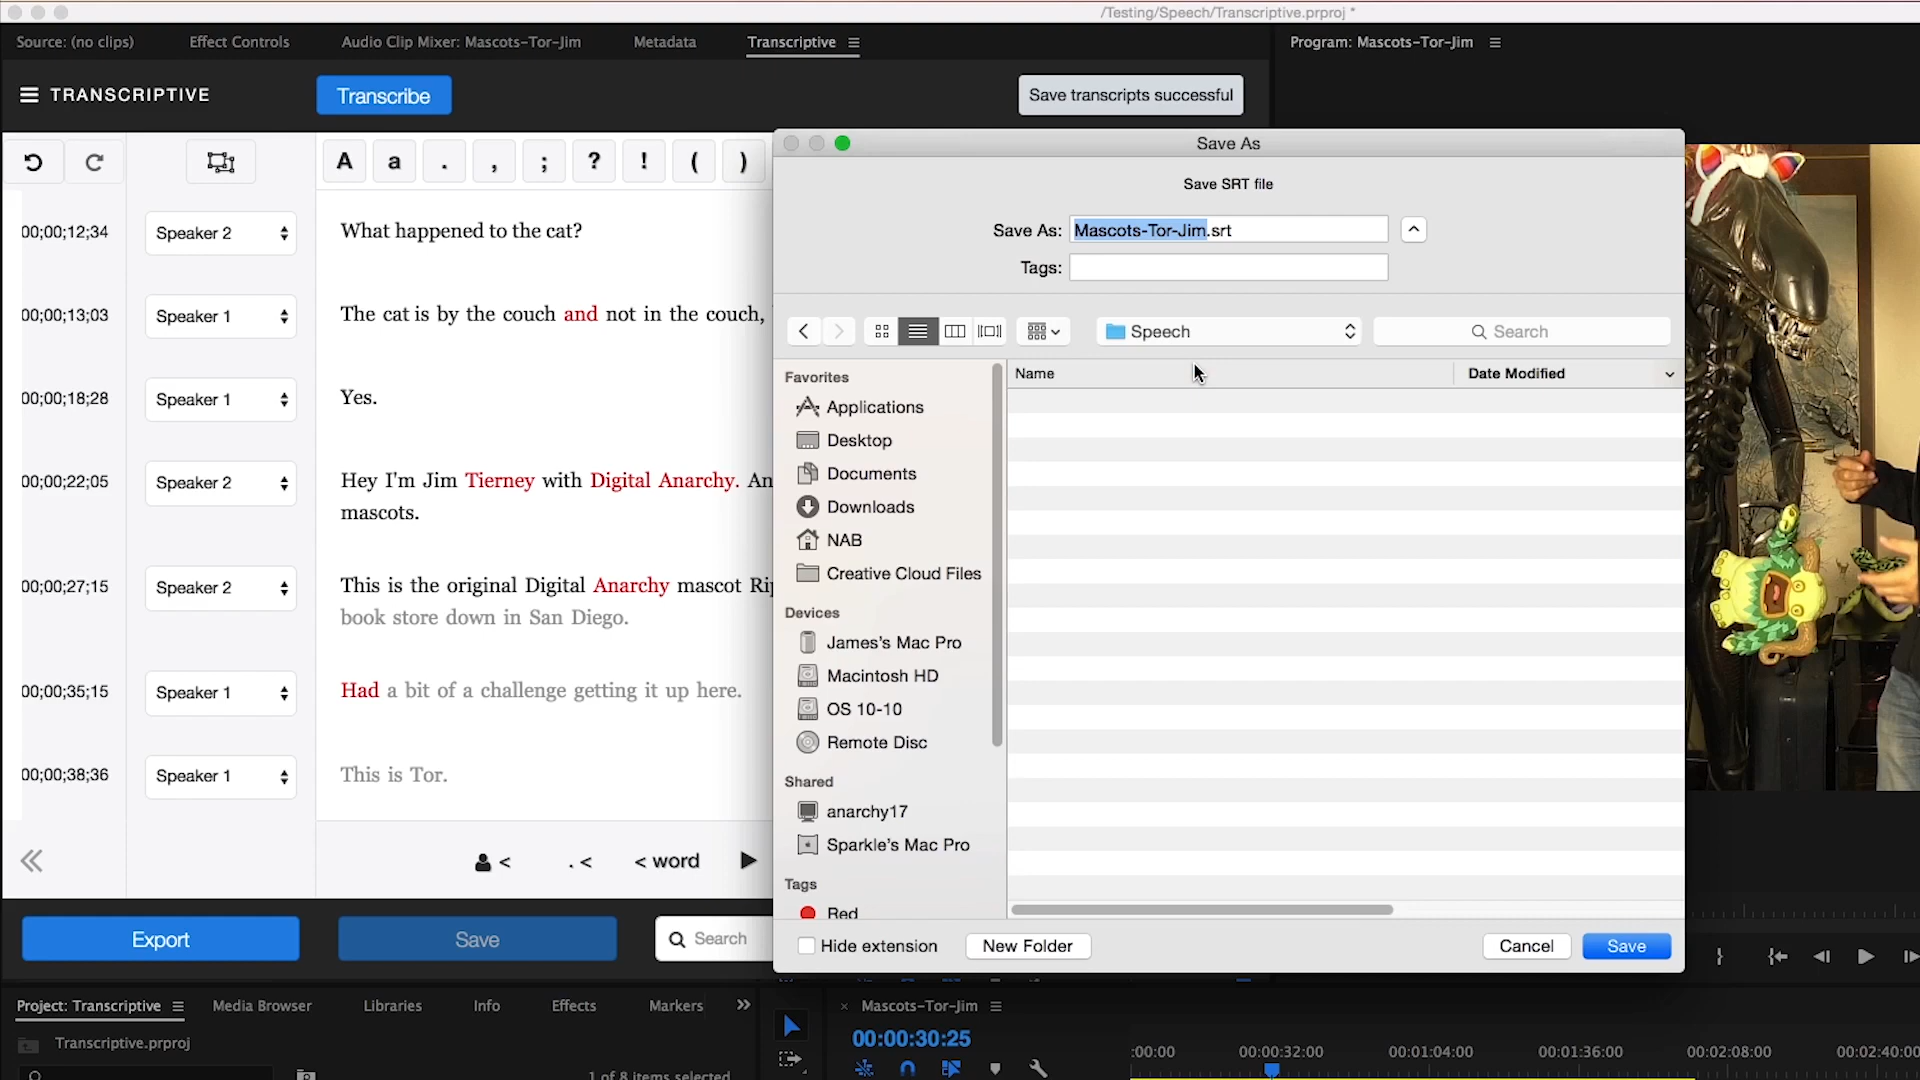 /Testing/Speech/Transcriptive.prproj *
Source: (no clips)
Effect Controls
Audio Clip Mixer: Mascots-Tor-Jim
Metadata
Transcriptive
Program: Mascots-Tor-Jim
TRANSCRIPTIVE
Transcribe
Save transcripts successful
A a . , ; ? ! ( )
00;00;12;34
Speaker 2
What happened to the cat?
00;00;13;03
Speaker 1
The cat is by the couch and not in the couch,
00;00;18;28
Speaker 1
Yes.
00;00;22;05
Speaker 2
Hey I'm Jim Tierney with Digital Anarchy. An
mascots.
00;00;27;15
Speaker 2
This is the original Digital Anarchy mascot Rip
book store down in San Diego.
00;00;35;15
Speaker 1
Had a bit of a challenge getting it up here.
00;00;38;36
Speaker 1
This is Tor.
<
. <
< word
Export
Save
Search
Save As
Save SRT file
Save As: Mascots-Tor-Jim.srt
Tags:
Speech
Search
Name
Date Modified
Favorites
Applications
Desktop
Documents
Downloads
NAB
Creative Cloud Files
Devices
James's Mac Pro
Macintosh HD
OS 10-10
Remote Disc
Shared
anarchy17
Sparkle's Mac Pro
Tags
Red
Hide extension
New Folder
Cancel
Save
Project: Transcriptive
Media Browser
Libraries
Info
Effects
Markers
Transcriptive.prproj
1 of 8 items selected
× Mascots-Tor-Jim
00:00:30:25
:00:00
00:00:32:00
00:01:04:00
00:01:36:00
00:02:08:00
00:02:40:00